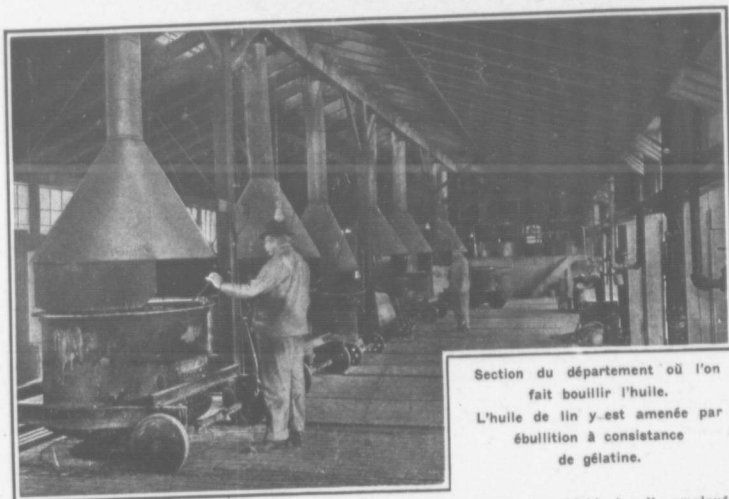 Section du département où l'on
fait bouillir l'huile.
L'huile de lin y est amenée par
ébullition à consistance
de gélatine.